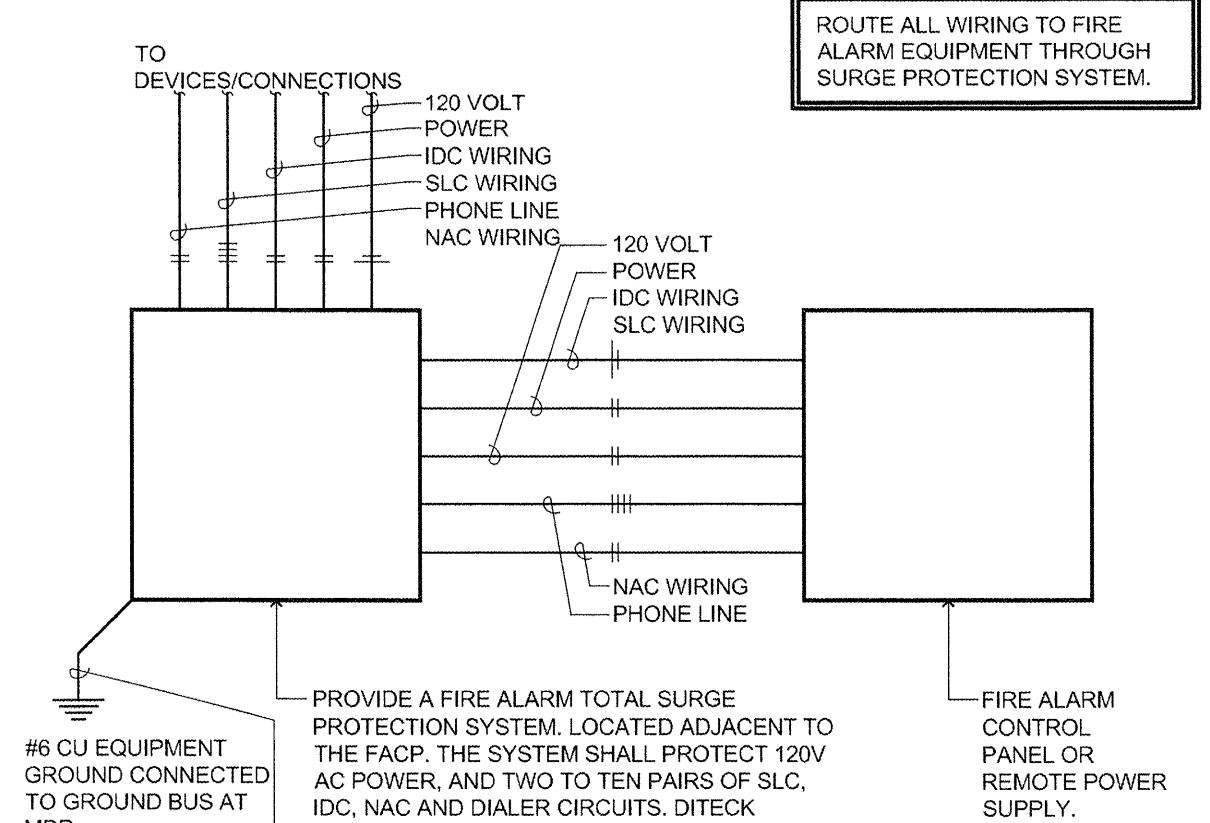 ROUTE ALL WIRING TO FIRE
ALARM EQUIPMENT THROUGH
SURGE PROTECTION SYSTEM.
TO
DEVICES/CONNECTIONS
120 VOLT
POWER
IDC WIRING
SLC WIRING
PHONE LINE
NAC WIRING
120 VOLT
POWER
IDC WIRING
SLC WIRING
NAC WIRING
PHONE LINE
#6 CU EQUIPMENT
GROUND CONNECTED
TO GROUND BUS AT
PROVIDE A FIRE ALARM TOTAL SURGE
PROTECTION SYSTEM. LOCATED ADJACENT TO
THE FACP. THE SYSTEM SHALL PROTECT 120V
AC POWER, AND TWO TO TEN PAIRS OF SLC,
IDC, NAC AND DIALER CIRCUITS. DITECK
FIRE ALARM
CONTROL
PANEL OR
REMOTE POWER
SUPPLY.